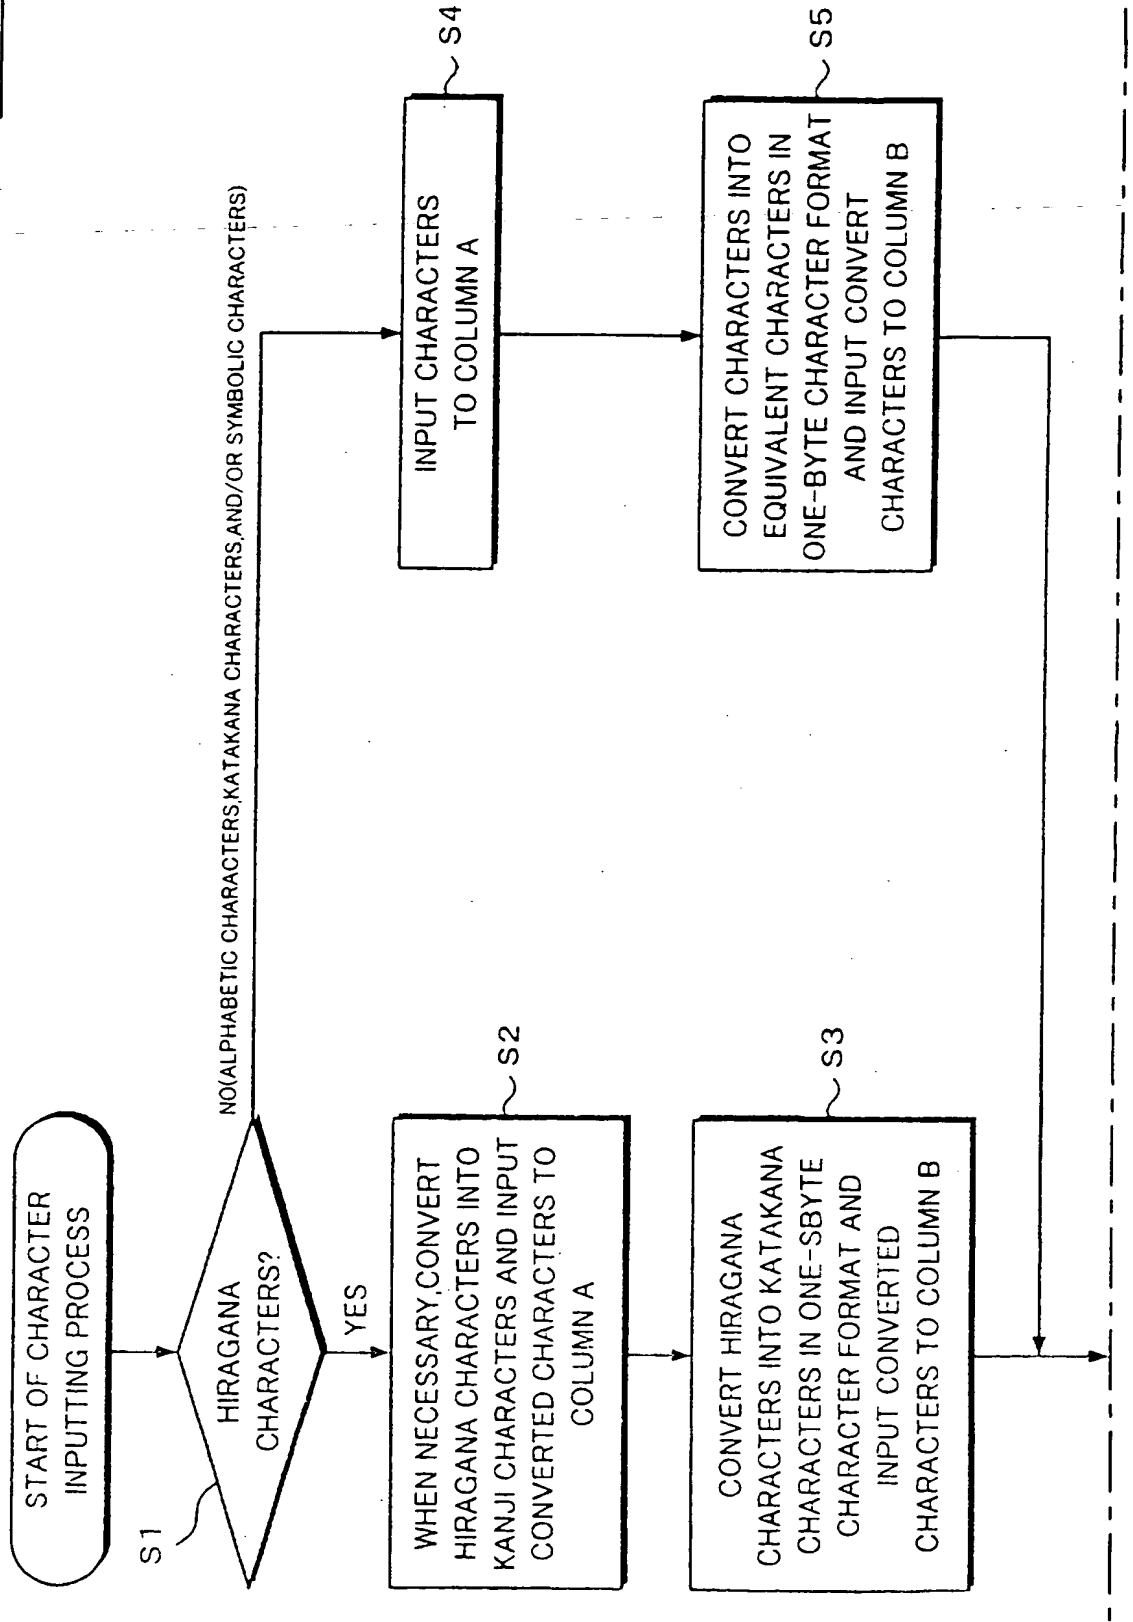 START OF CHARACTER
INPUTTING PROCESS
S1
HIRAGANA
CHARACTERS?
NO(ALPHABETIC CHARACTERS,KATAKANA CHARACTERS,AND/OR SYMBOLIC CHARACTERS)
YES
S2
WHEN NECESSARY,CONVERT
HIRAGANA CHARACTERS INTO
KANJI CHARACTERS AND INPUT
CONVERTED CHARACTERS TO
COLUMN A
S3
CONVERT HIRAGANA
CHARACTERS INTO KATAKANA
CHARACTERS IN ONE-SBYTE
CHARACTER FORMAT AND
INPUT CONVERTED
CHARACTERS TO COLUMN B
S4
INPUT CHARACTERS
TO COLUMN A
S5
CONVERT CHARACTERS INTO
EQUIVALENT CHARACTERS IN
ONE-BYTE CHARACTER FORMAT
AND INPUT CONVERT
CHARACTERS TO COLUMN B